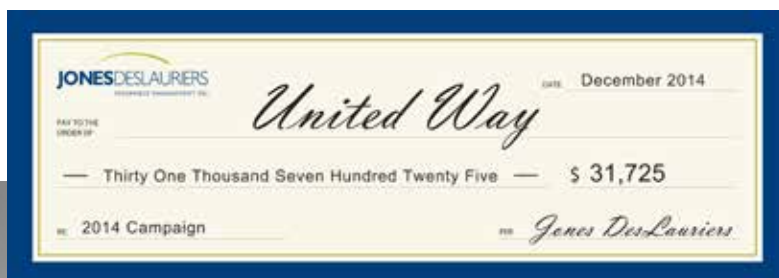 JONESDESLAURIERS
INSURANCE MANAGEMENT INC.
DATE December 2014
PAY TO THE
ORDER OF
United Way
— Thirty One Thousand Seven Hundred Twenty Five — $ 31,725
RE: 2014 Campaign
PER Jones DesLauriers